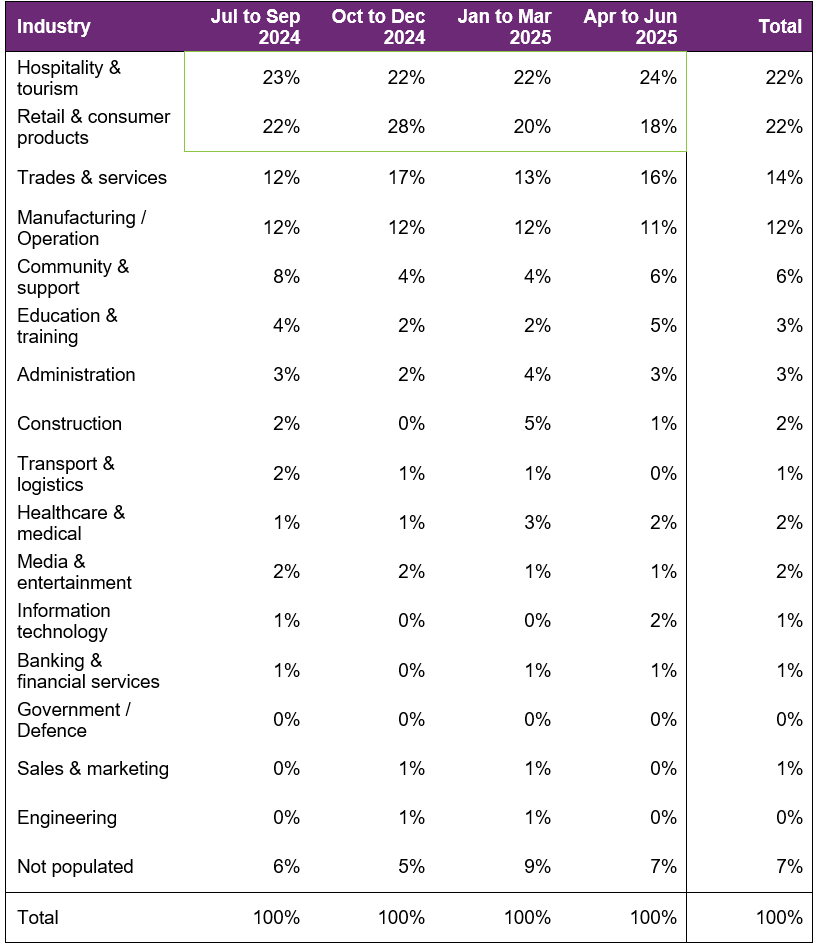 Industry Jul to Sep 2024 Oct to Dec 2024 Jan to Mar 2025 Apr to Jun 2025 Total
Hospitality & tourism 23% 22% 22% 24% 22%
Retail & consumer products 22% 28% 20% 18% 22%
Trades & services 12% 17% 13% 16% 14%
Manufacturing / Operation 12% 12% 12% 11% 12%
Community & support 8% 4% 4% 6% 6%
Education & training 4% 2% 2% 5% 3%
Administration 3% 2% 4% 3% 3%
Construction 2% 0% 5% 1% 2%
Transport & logistics 2% 1% 1% 0% 1%
Healthcare & medical 1% 1% 3% 2% 2%
Media & entertainment 2% 2% 1% 1% 2%
Information technology 1% 0% 0% 2% 1%
Banking & financial services 1% 0% 1% 1% 1%
Government / Defence 0% 0% 0% 0% 0%
Sales & marketing 0% 1% 1% 0% 1%
Engineering 0% 1% 1% 0% 0%
Not populated 6% 5% 9% 7% 7%
Total 100% 100% 100% 100% 100%